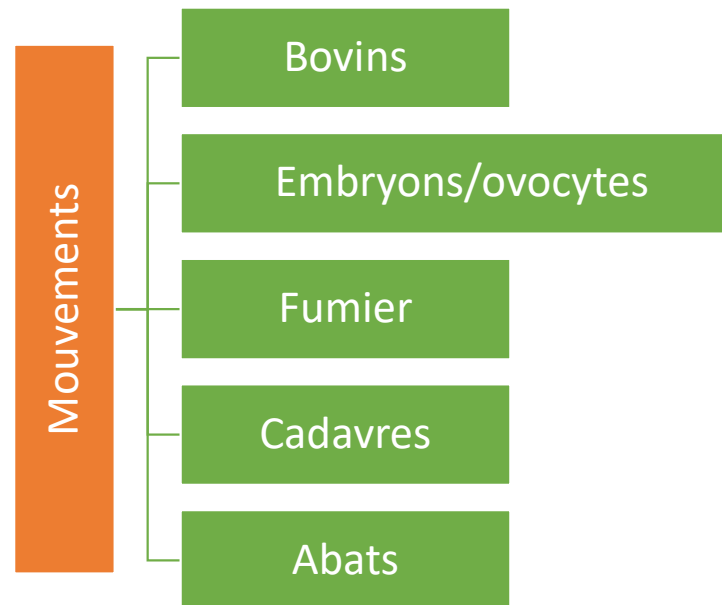 Mouvements
Bovins
Embryons/ovocytes
Fumier
Cadavres
Abats